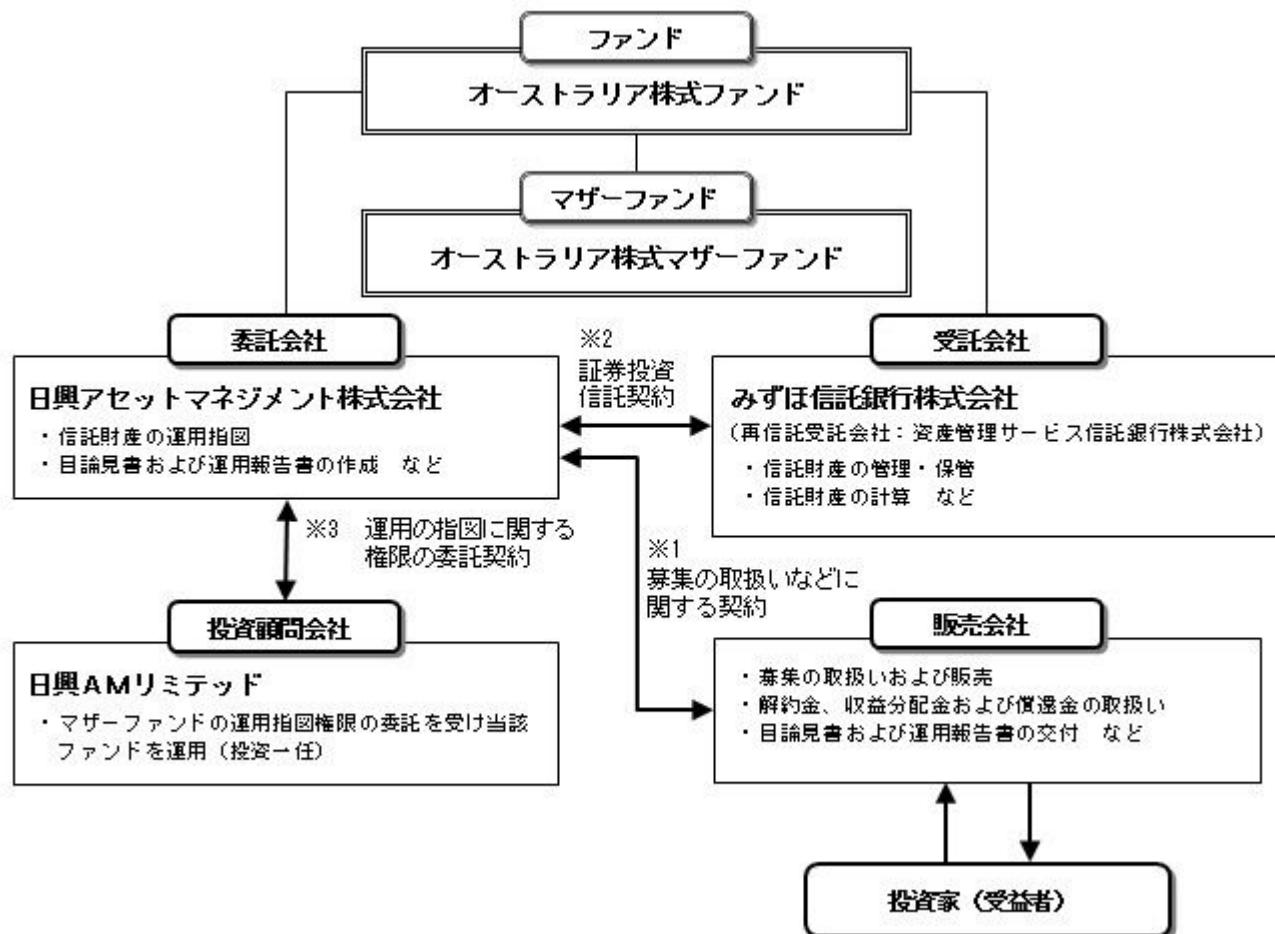 ファンド
オーストラリア株式ファンド
マザーファンド
オーストラリア株式マザーファンド
委託会社
日興アセットマネジメント株式会社
・信託財産の運用指図
・目論見書および運用報告書の作成 など
※2
証券投資
信託契約
受託会社
みずほ信託銀行株式会社
(再信託受託会社:資産管理サービス信託銀行株式会社)
・信託財産の管理・保管
・信託財産の計算 など
※3 運用の指図に関する
権限の委託契約
※1
募集の取扱いなどに
関する契約
投資顧問会社
日興AMリミテッド
・マザーファンドの運用指図権限の委託を受け当該
ファンドを運用(投資一任)
販売会社
・募集の取扱いおよび販売
・解約金、収益分配金および償還金の取扱い
・目論見書および運用報告書の交付 など
投資家(受益者)